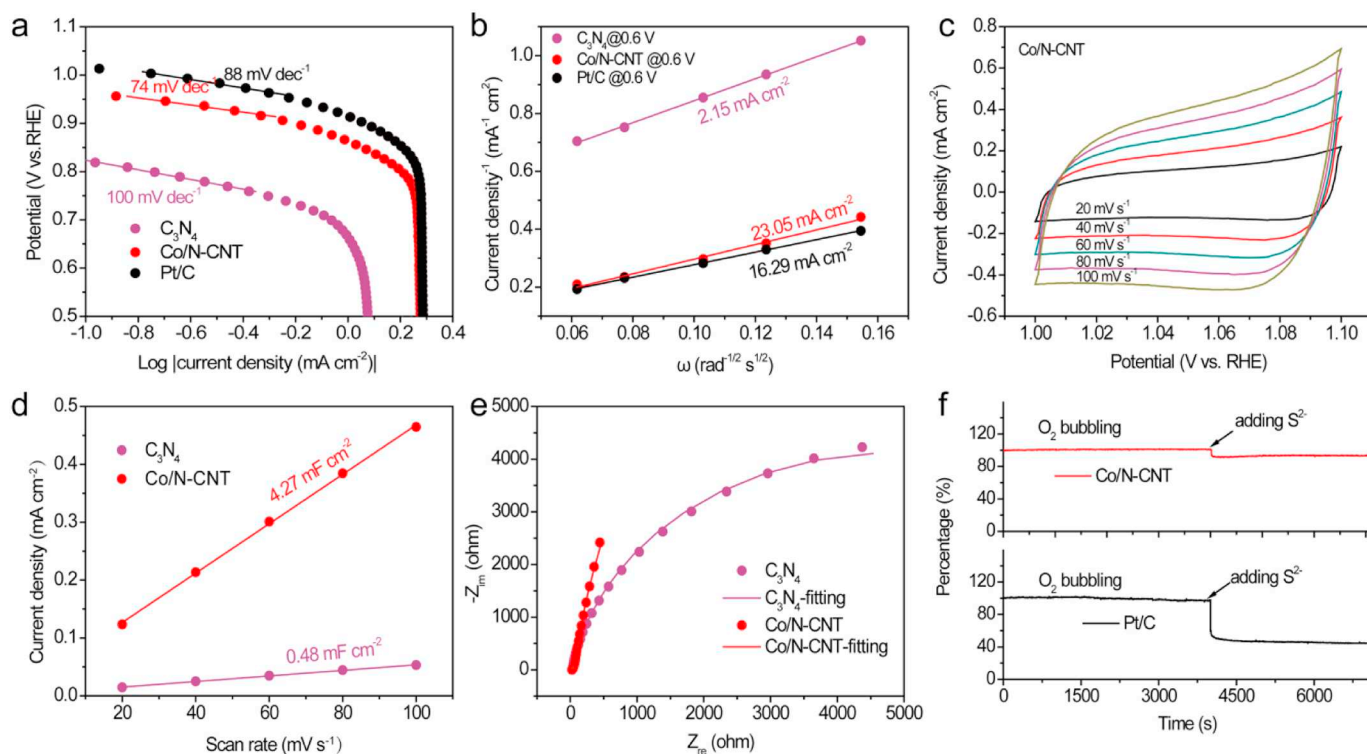 a
1.1
1.0
0.9
0.8
0.7
0.6
0.5
Potential (V vs.RHE)
88 mV dec⁻¹
74 mV dec⁻¹
100 mV dec⁻¹
C₃N₄
Co/N-CNT
Pt/C
-1.0 -0.8 -0.6 -0.4 -0.2 0.0 0.2 0.4
Log |current density (mA cm⁻²)|
b
1.0
0.8
0.6
0.4
0.2
Current density⁻¹ (mA⁻¹ cm²)
C₃N₄@0.6 V
Co/N-CNT @0.6 V
Pt/C @0.6 V
2.15 mA cm⁻²
23.05 mA cm⁻²
16.29 mA cm⁻²
0.06 0.08 0.10 0.12 0.14 0.16
ω (rad⁻¹/² s¹/²)
c
0.8
0.6
0.4
0.2
0.0
-0.2
-0.4
-0.6
Current density (mA cm⁻²)
Co/N-CNT
20 mV s⁻¹
40 mV s⁻¹
60 mV s⁻¹
80 mV s⁻¹
100 mV s⁻¹
1.00 1.02 1.04 1.06 1.08 1.10
Potential (V vs. RHE)
d
0.5
0.4
0.3
0.2
0.1
0.0
Current density (mA cm⁻²)
C₃N₄
Co/N-CNT
4.27 mF cm⁻²
0.48 mF cm⁻²
20 40 60 80 100
Scan rate (mV s⁻¹)
e
5000
4000
3000
2000
1000
0
-Z_im (ohm)
C₃N₄
C₃N₄-fitting
Co/N-CNT
Co/N-CNT-fitting
0 1000 2000 3000 4000 5000
Z_re (ohm)
f
Percentage (%)
120
80
40
0
O₂ bubbling
adding S²⁻
Co/N-CNT
120
80
40
0
O₂ bubbling
adding S²⁻
Pt/C
0 1500 3000 4500 6000
Time (s)